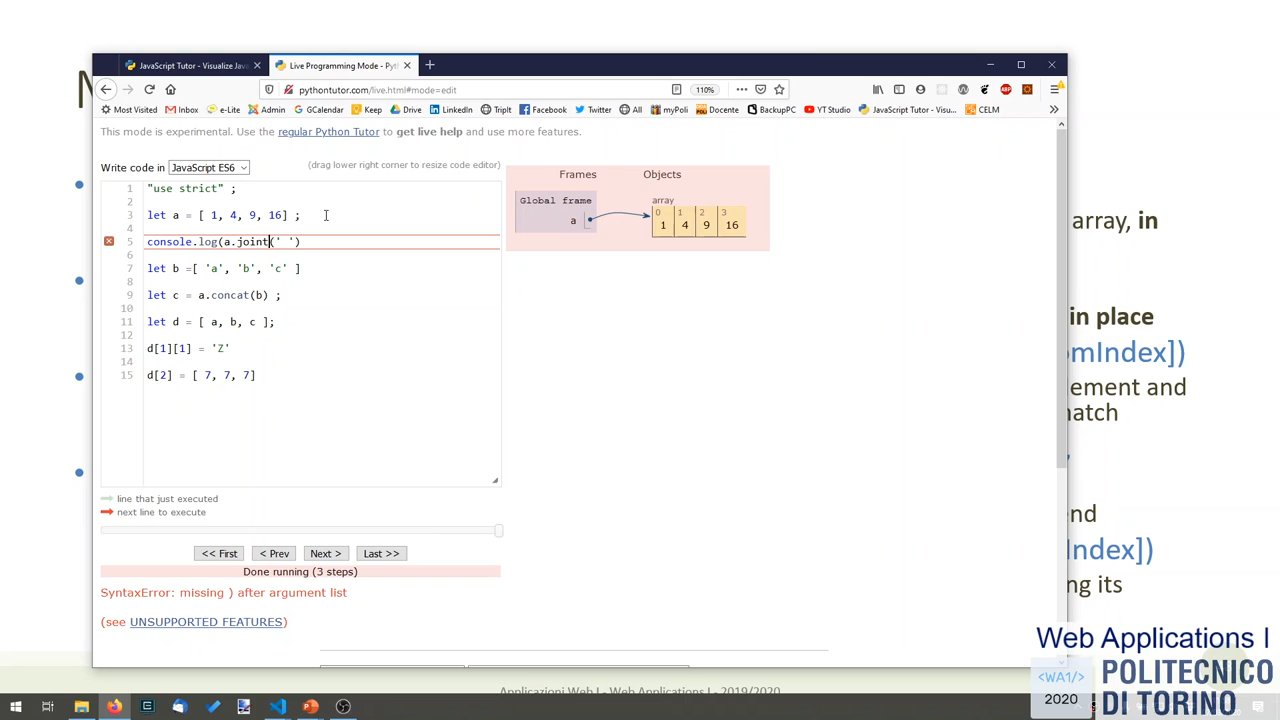 JavaScript Tutor - Visualize Java
Live Programming Mode - Pyt
pythontutor.com/live.html#mode=edit
110%
Most Visited
Inbox
e-Lite
Admin
GCalendar
Keep
Drive
LinkedIn
TripIt
Facebook
Twitter
All
myPoli
Docente
BackupPC
YT Studio
JavaScript Tutor - Visu...
CELM
This mode is experimental. Use the regular Python Tutor to get live help and use more features.
Write code in JavaScript ES6
(drag lower right corner to resize code editor)
1 "use strict" ;
2
3 let a = [ 1, 4, 9, 16] ;
4
5 console.log(a.joint(' ')
6
7 let b =[ 'a', 'b', 'c' ]
8
9 let c = a.concat(b) ;
10
11 let d = [ a, b, c ];
12
13 d[1][1] = 'Z'
14
15 d[2] = [ 7, 7, 7]
Frames
Objects
Global frame
a
array
0 1 2 3
1 4 9 16
line that just executed
next line to execute
<< First
< Prev
Next >
Last >>
Done running (3 steps)
SyntaxError: missing ) after argument list
(see UNSUPPORTED FEATURES)
array, in
in place
omIndex])
ement and
natch
end
Index])
ng its
Applicazioni Web I - Web Applications I - 2019/2020
Web Applications I
<WA1/>
2020
POLITECNICO
DI TORINO